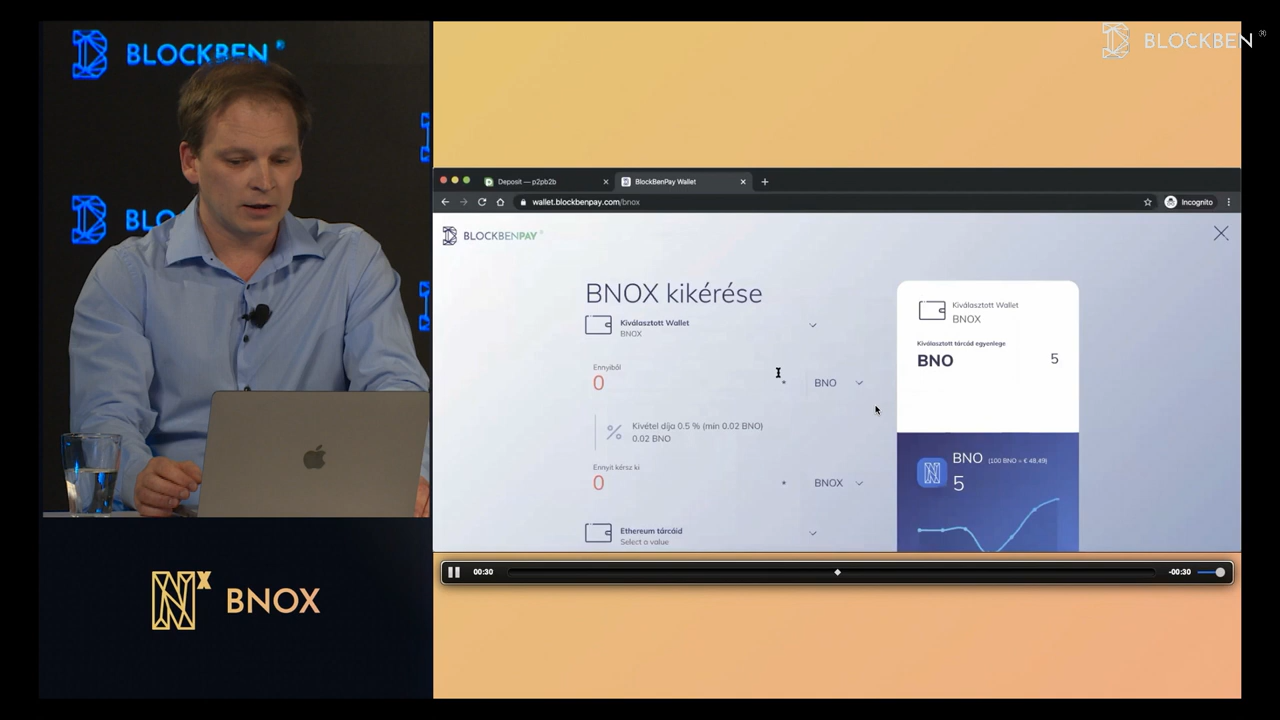 BLOCKBEN®
BLO
BNOX
BLOCKBEN®
Deposit — p2pb2b
BlockBenPay Wallet
wallet.blockbenpay.com/bnox
Incognito
BLOCKBENPAY
BNOX kikérése
Kiválasztott Wallet
BNOX
Ennyiből
0
BNO
%
Kivétel díja 0.5 % (min 0.02 BNO)
0.02 BNO
Ennyit kérsz ki
0
BNOX
Ethereum tárcáid
Select a value
Kiválasztott Wallet
BNOX
Kiválasztott tárcád egyenlege
BNO 5
BNO (100 BNO = € 48,49)
5
00:30
-00:30